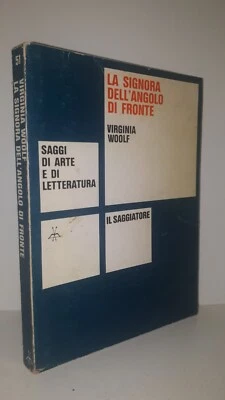 LA SIGNORA
DELL'ANGOLO
DI FRONTE
VIRGINIA
WOOLF
SAGGI
DI ARTE
E DI
LETTERATURA
IL SAGGIATORE
VIRGINIA WOOLF
LA SIGNORA DELL'ANGOLO DI FRONTE